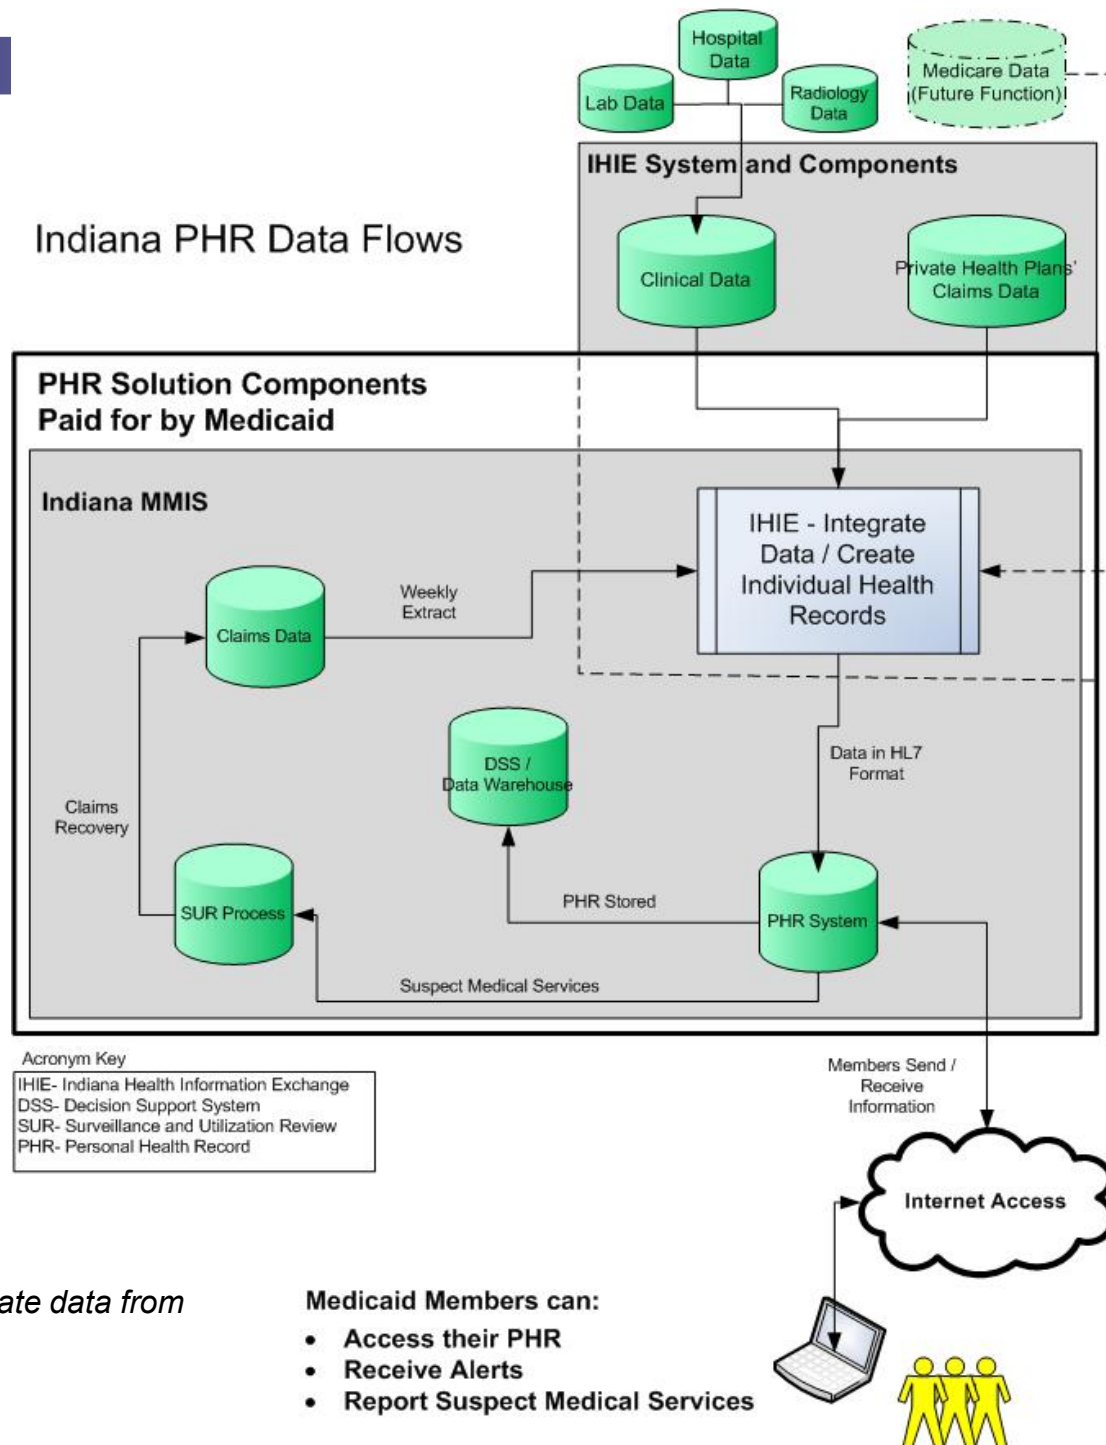 Hospital
Data
Lab Data
Radiology
Data
Medicare Data
(Future Function)
IHIE System and Components
Indiana PHR Data Flows
Clinical Data
Private Health Plans'
Claims Data
PHR Solution Components
Paid for by Medicaid
Indiana MMIS
IHIE - Integrate
Data / Create
Individual Health
Records
Weekly
Extract
Claims Data
DSS /
Data Warehouse
Data in HL7
Format
Claims
Recovery
SUR Process
PHR Stored
PHR System
Suspect Medical Services
Acronym Key
IHIE- Indiana Health Information Exchange
DSS- Decision Support System
SUR- Surveillance and Utilization Review
PHR- Personal Health Record
Members Send /
Receive
Information
Internet Access
ate data from
Medicaid Members can:
• Access their PHR
• Receive Alerts
• Report Suspect Medical Services